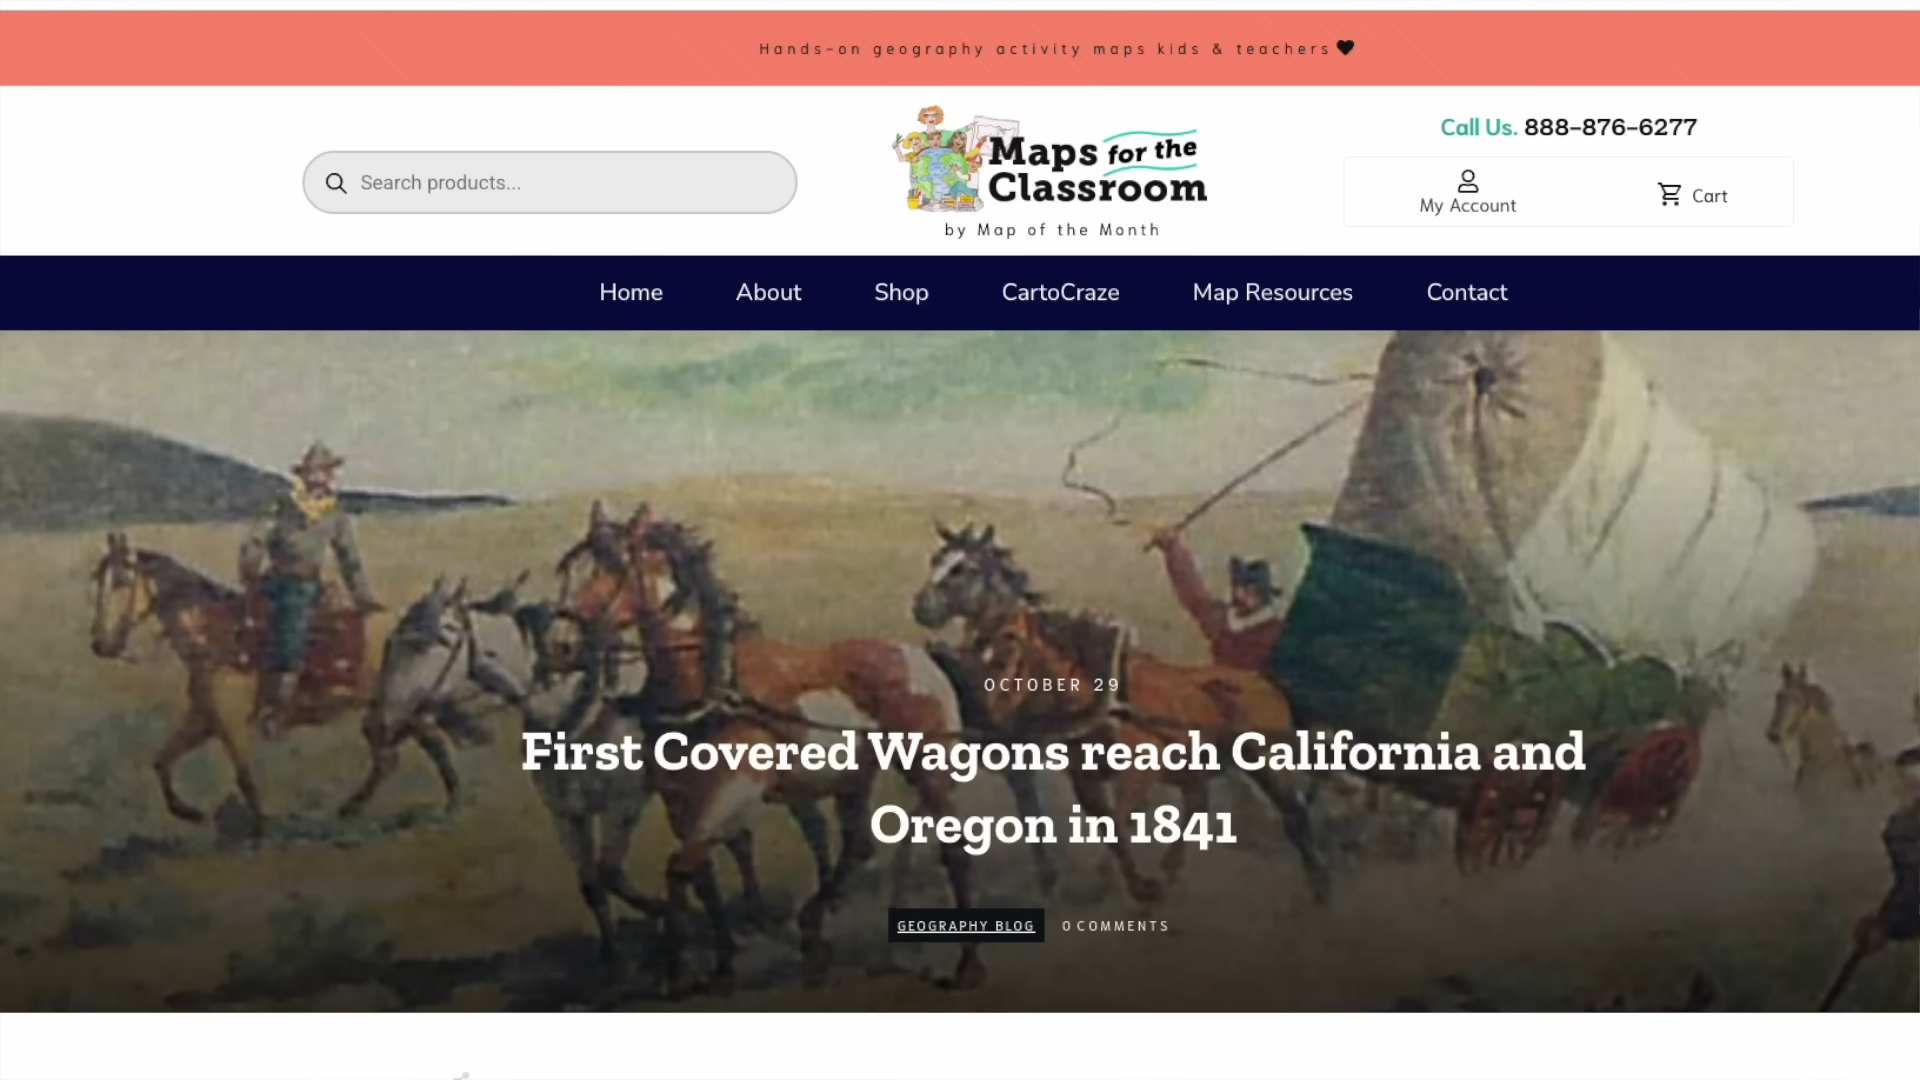 Hands-on geography activity maps kids & teachers
Search products...
Maps for the
Classroom
by Map of the Month
Call Us. 888-876-6277
My Account
Cart
Home
About
Shop
CartoCraze
Map Resources
Contact
OCTOBER 29
First Covered Wagons reach California and
Oregon in 1841
GEOGRAPHY BLOG
0 COMMENTS